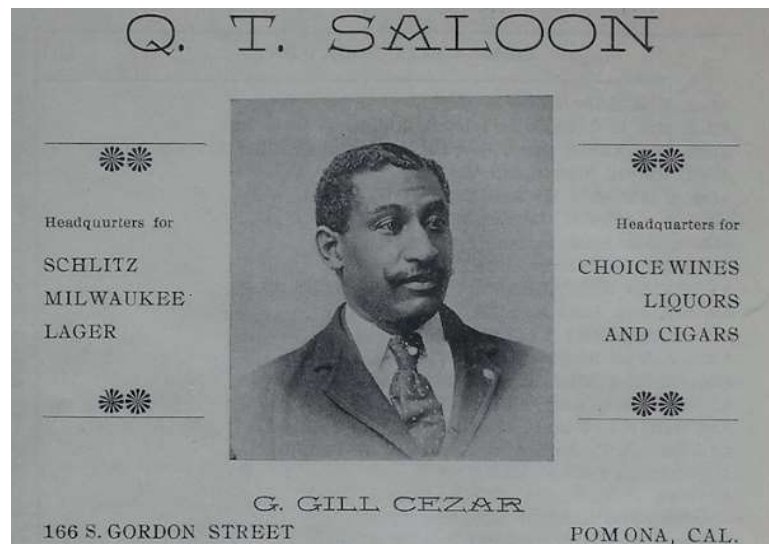 Q. T. SALOON
Headquurters for
SCHLITZ
MILWAUKEE
LAGER
Headquarters for
CHOICE WINES
LIQUORS
AND CIGARS
G. GILL CEZAR
166 S. GORDON STREET
POMONA, CAL.